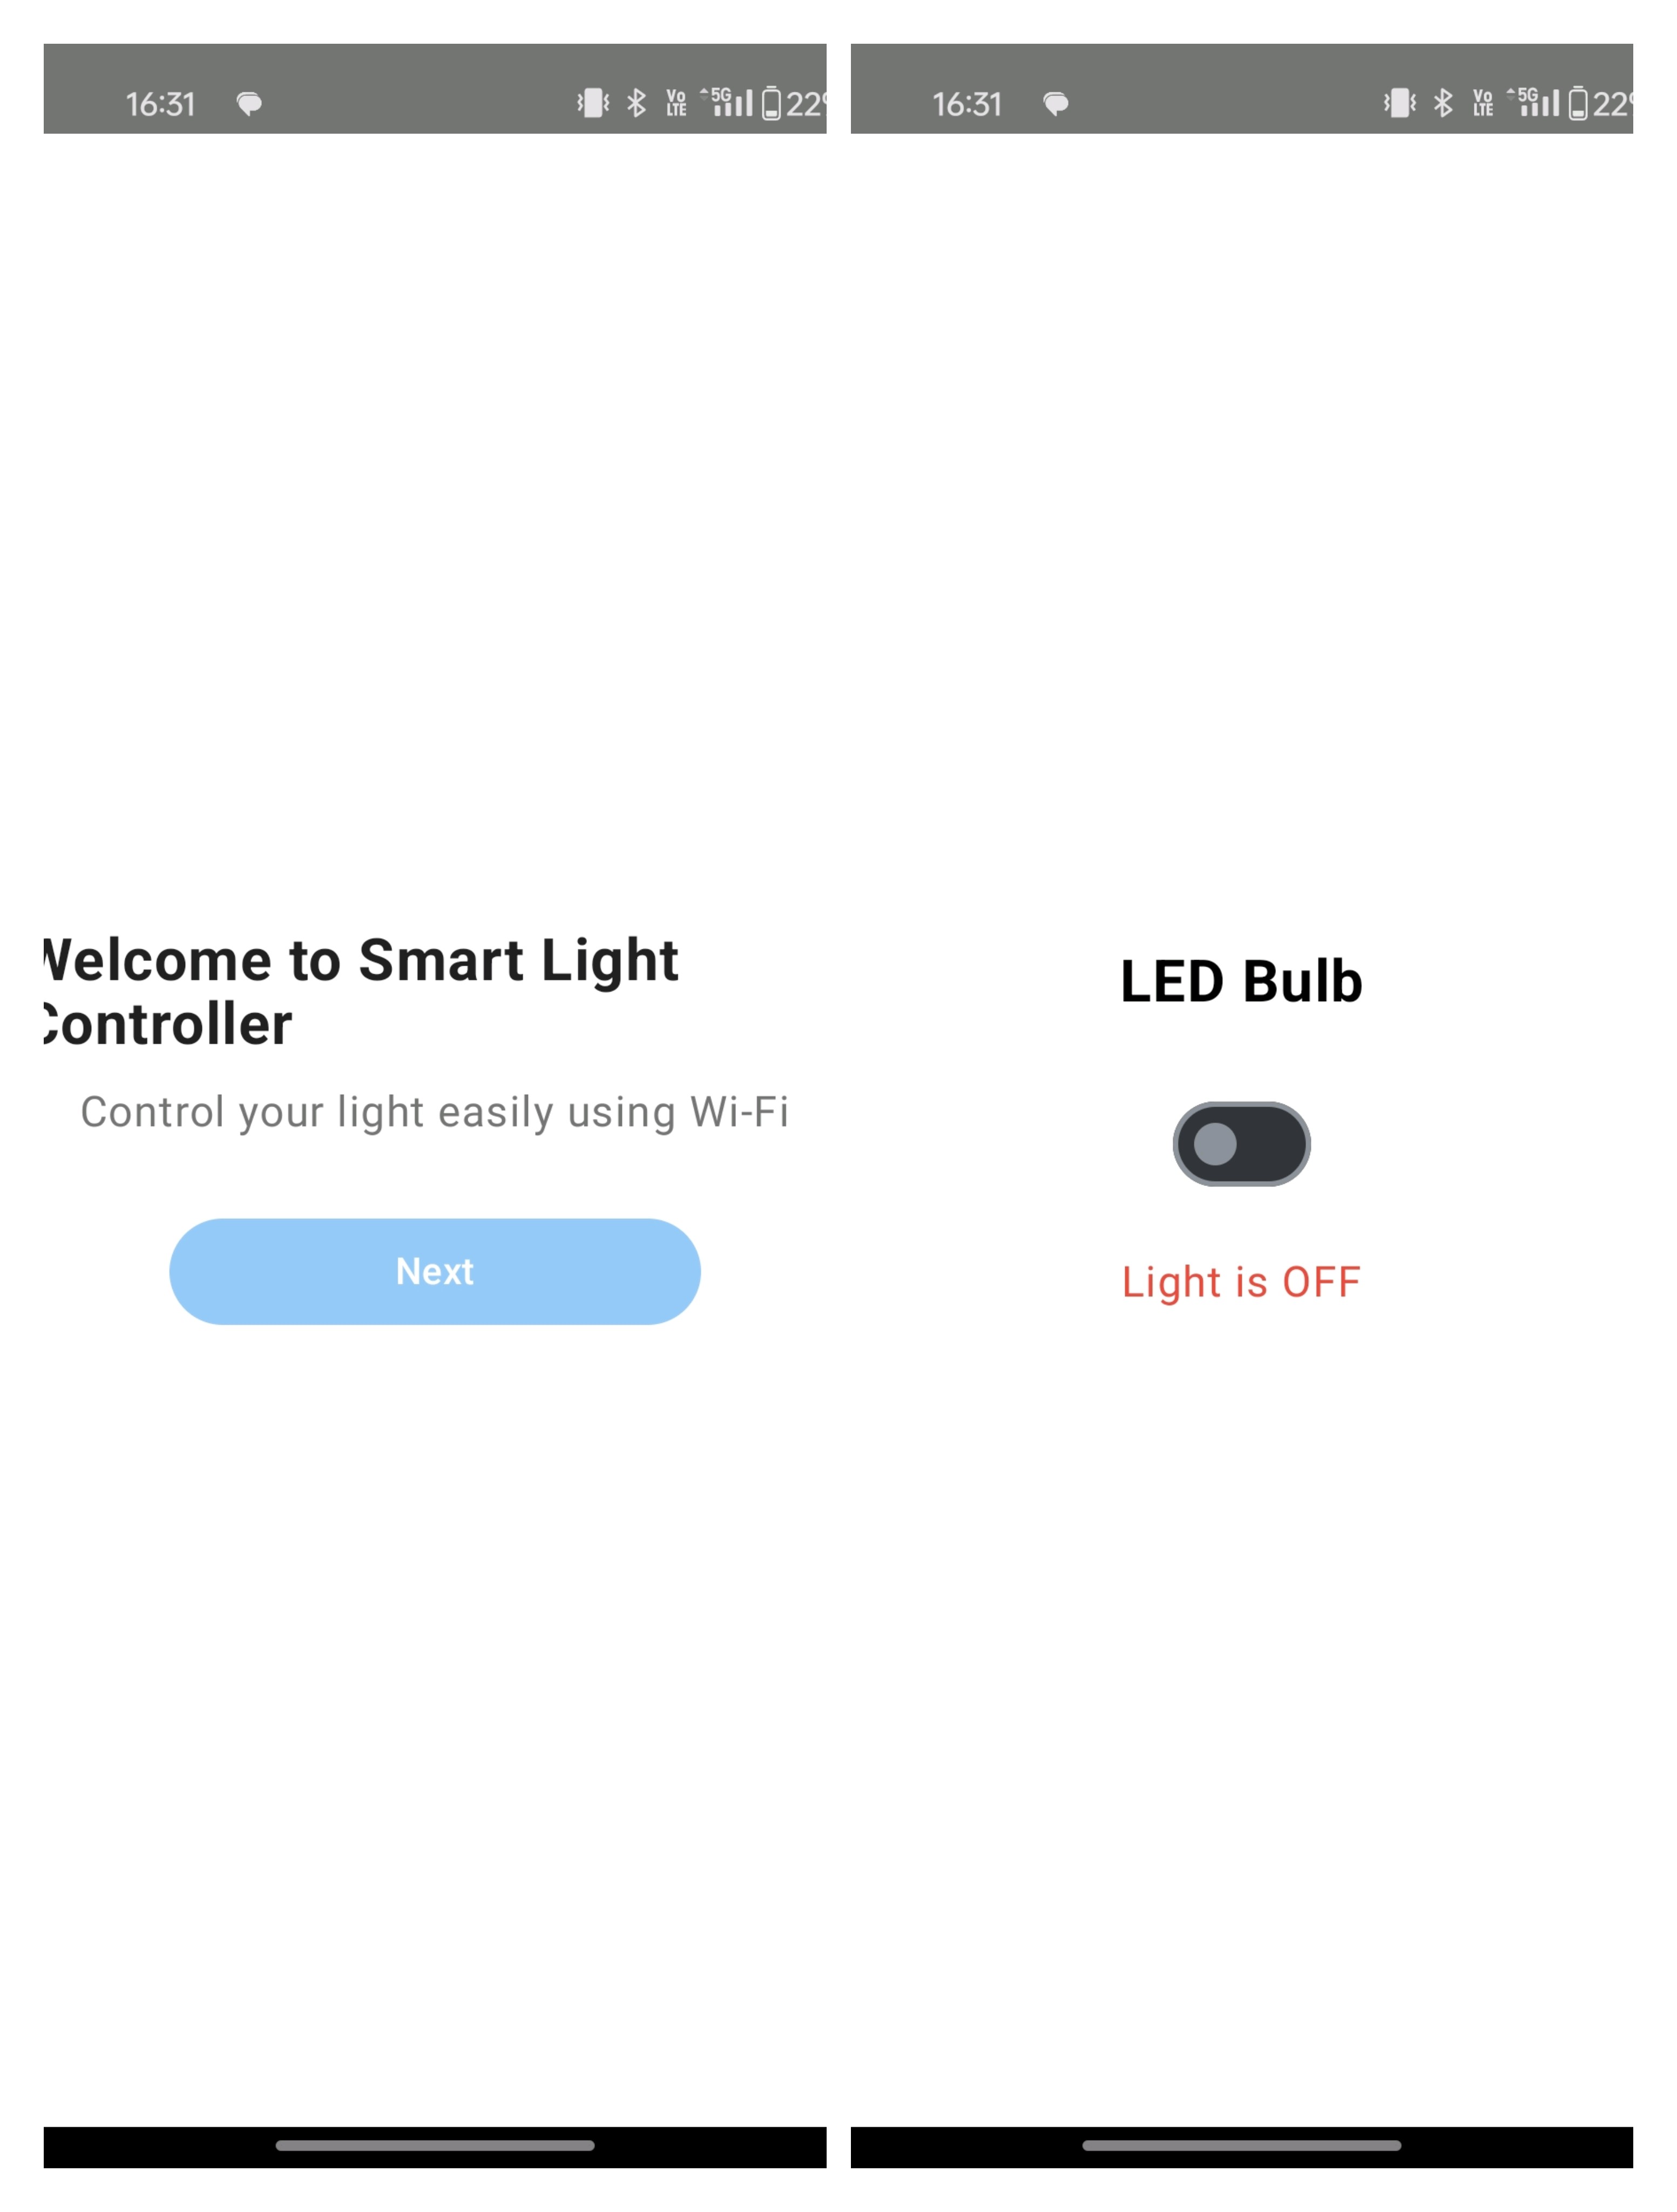 16:31
Vo
LTE
5G
22
Welcome to Smart Light
Controller
Control your light easily using Wi-Fi
Next
16:31
Vo
LTE
5G
22
LED Bulb
Light is OFF